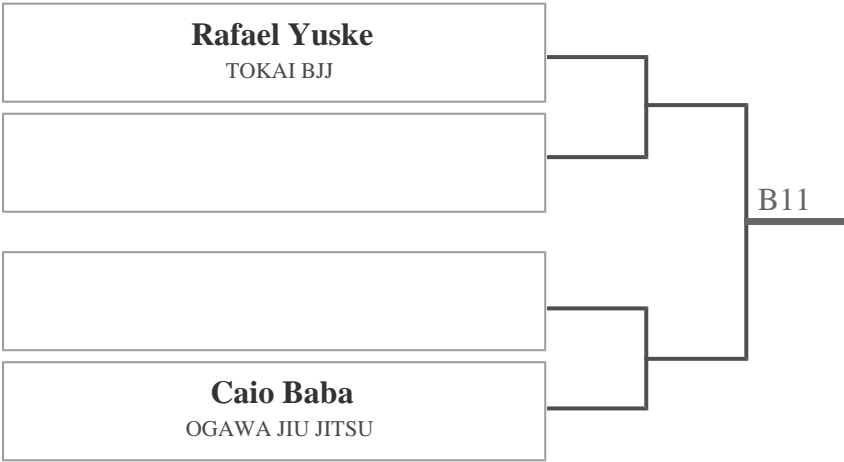 Rafael Yuske
TOKAI BJJ
B11
Caio Baba
OGAWA JIU JITSU